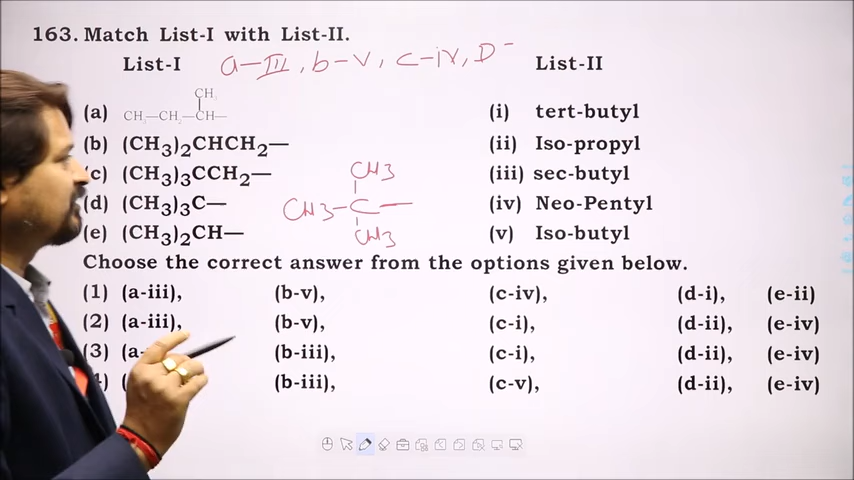 163. Match List-I with List-II.
List-I a-III, b-v, c-iv, D- List-II
CH₃
(a) CH₃—CH₂—CH— (i) tert-butyl
(b) (CH₃)₂CHCH₂— (ii) Iso-propyl
(c) (CH₃)₃CCH₂— (iii) sec-butyl
CH3
(d) (CH₃)₃C— CH3-C- (iv) Neo-Pentyl
CH3
(e) (CH₃)₂CH— (v) Iso-butyl
Choose the correct answer from the options given below.
(1) (a-iii), (b-v), (c-iv), (d-i), (e-ii)
(2) (a-iii), (b-v), (c-i), (d-ii), (e-iv)
(3) (b-iii), (c-i), (d-ii), (e-iv)
(b-iii), (c-v), (d-ii), (e-iv)